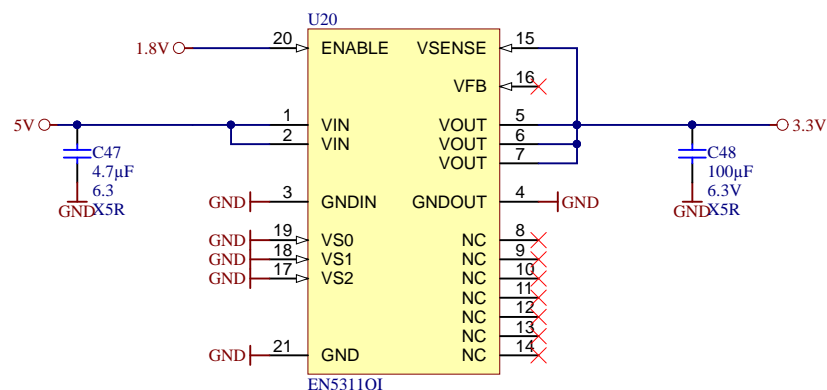 U20
1.8V 20 ENABLE VSENSE 15
VFB 16
5V 1 VIN VOUT 5 3.3V
2 VIN VOUT 6
VOUT 7
C47
4.7µF
6.3
X5R
GND
C48
100µF
6.3V
X5R
GND
GND 3 GNDIN GNDOUT 4 GND
GND 19 VS0 NC 8
GND 18 VS1 NC 9
GND 17 VS2 NC 10
NC 11
NC 12
NC 13
GND 21 GND NC 14
EN5311QI